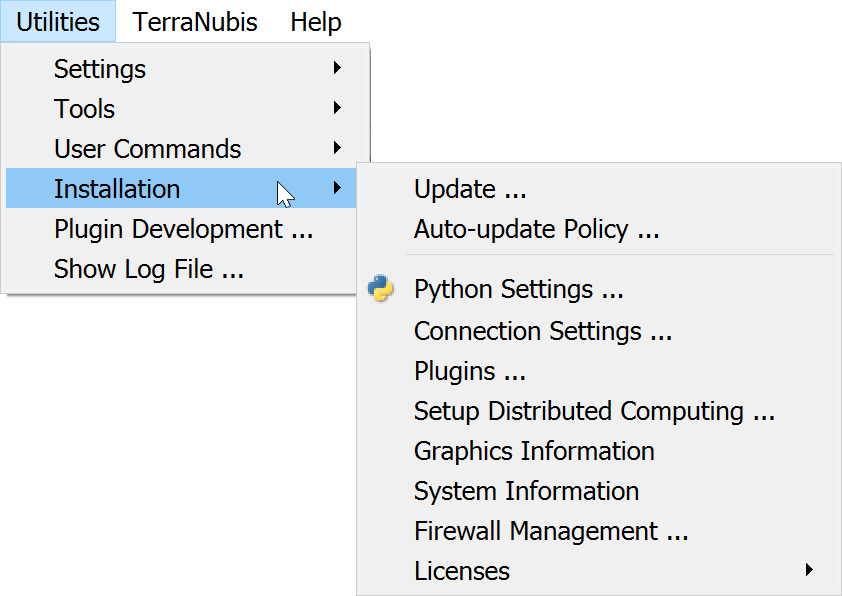 Utilities TerraNubis Help
Settings
Tools
User Commands
Installation
Plugin Development ...
Show Log File ...
Update ...
Auto-update Policy ...
Python Settings ...
Connection Settings ...
Plugins ...
Setup Distributed Computing ...
Graphics Information
System Information
Firewall Management ...
Licenses